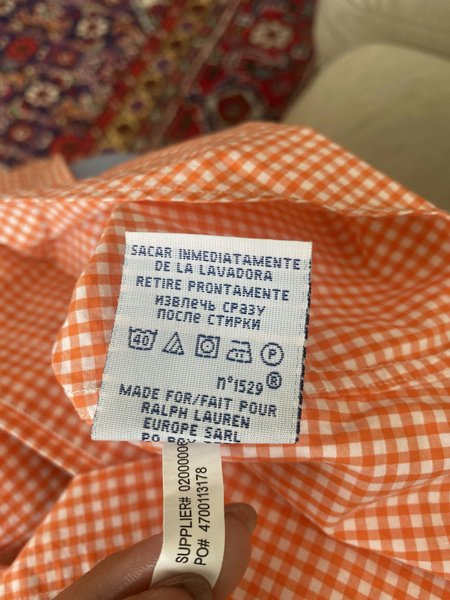 SACAR INMEDIATAMENTE
DE LA LAVADORA
RETIRE PRONTAMENTE
ИЗВЛЕЧЬ СРАЗУ
ПОСЛЕ СТИРКИ
40 P
n°1529 ®
MADE FOR/FAIT POUR
RALPH LAUREN
EUROPE SARL
SUPPLIER#
PO# 4700113178